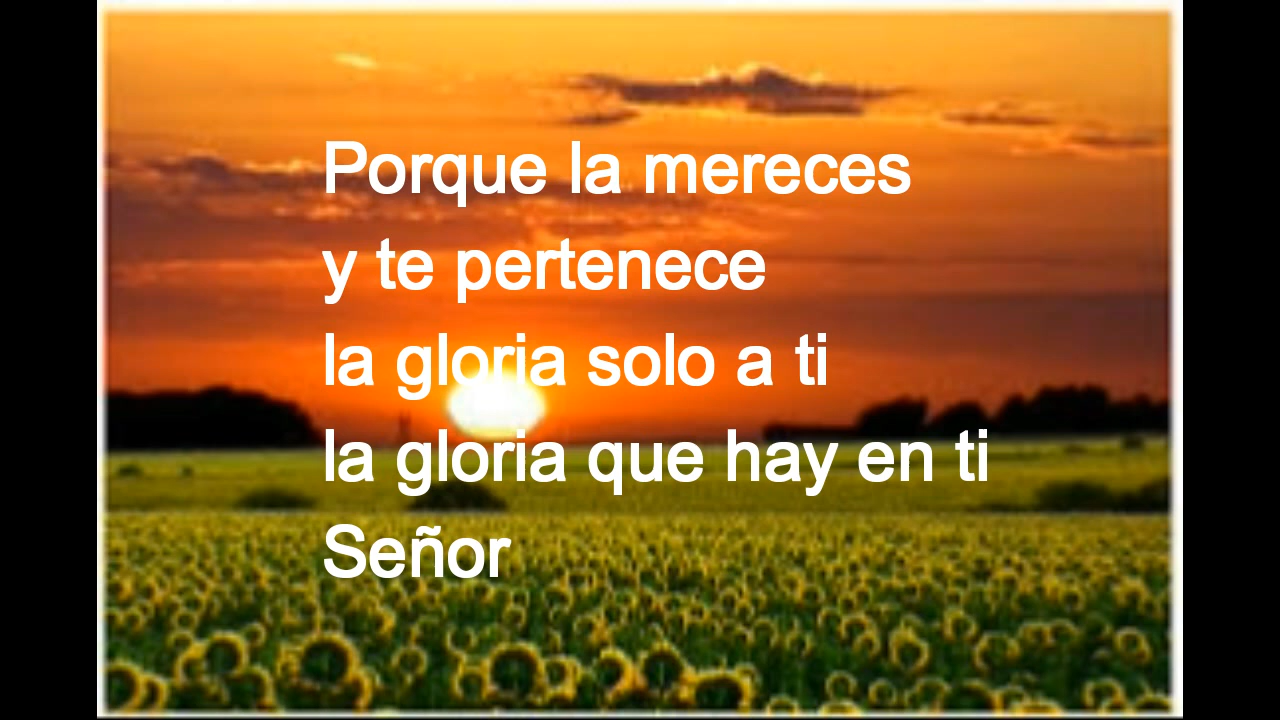 Porque la mereces
y te pertenece
la gloria solo a ti
la gloria que hay en ti
Señor